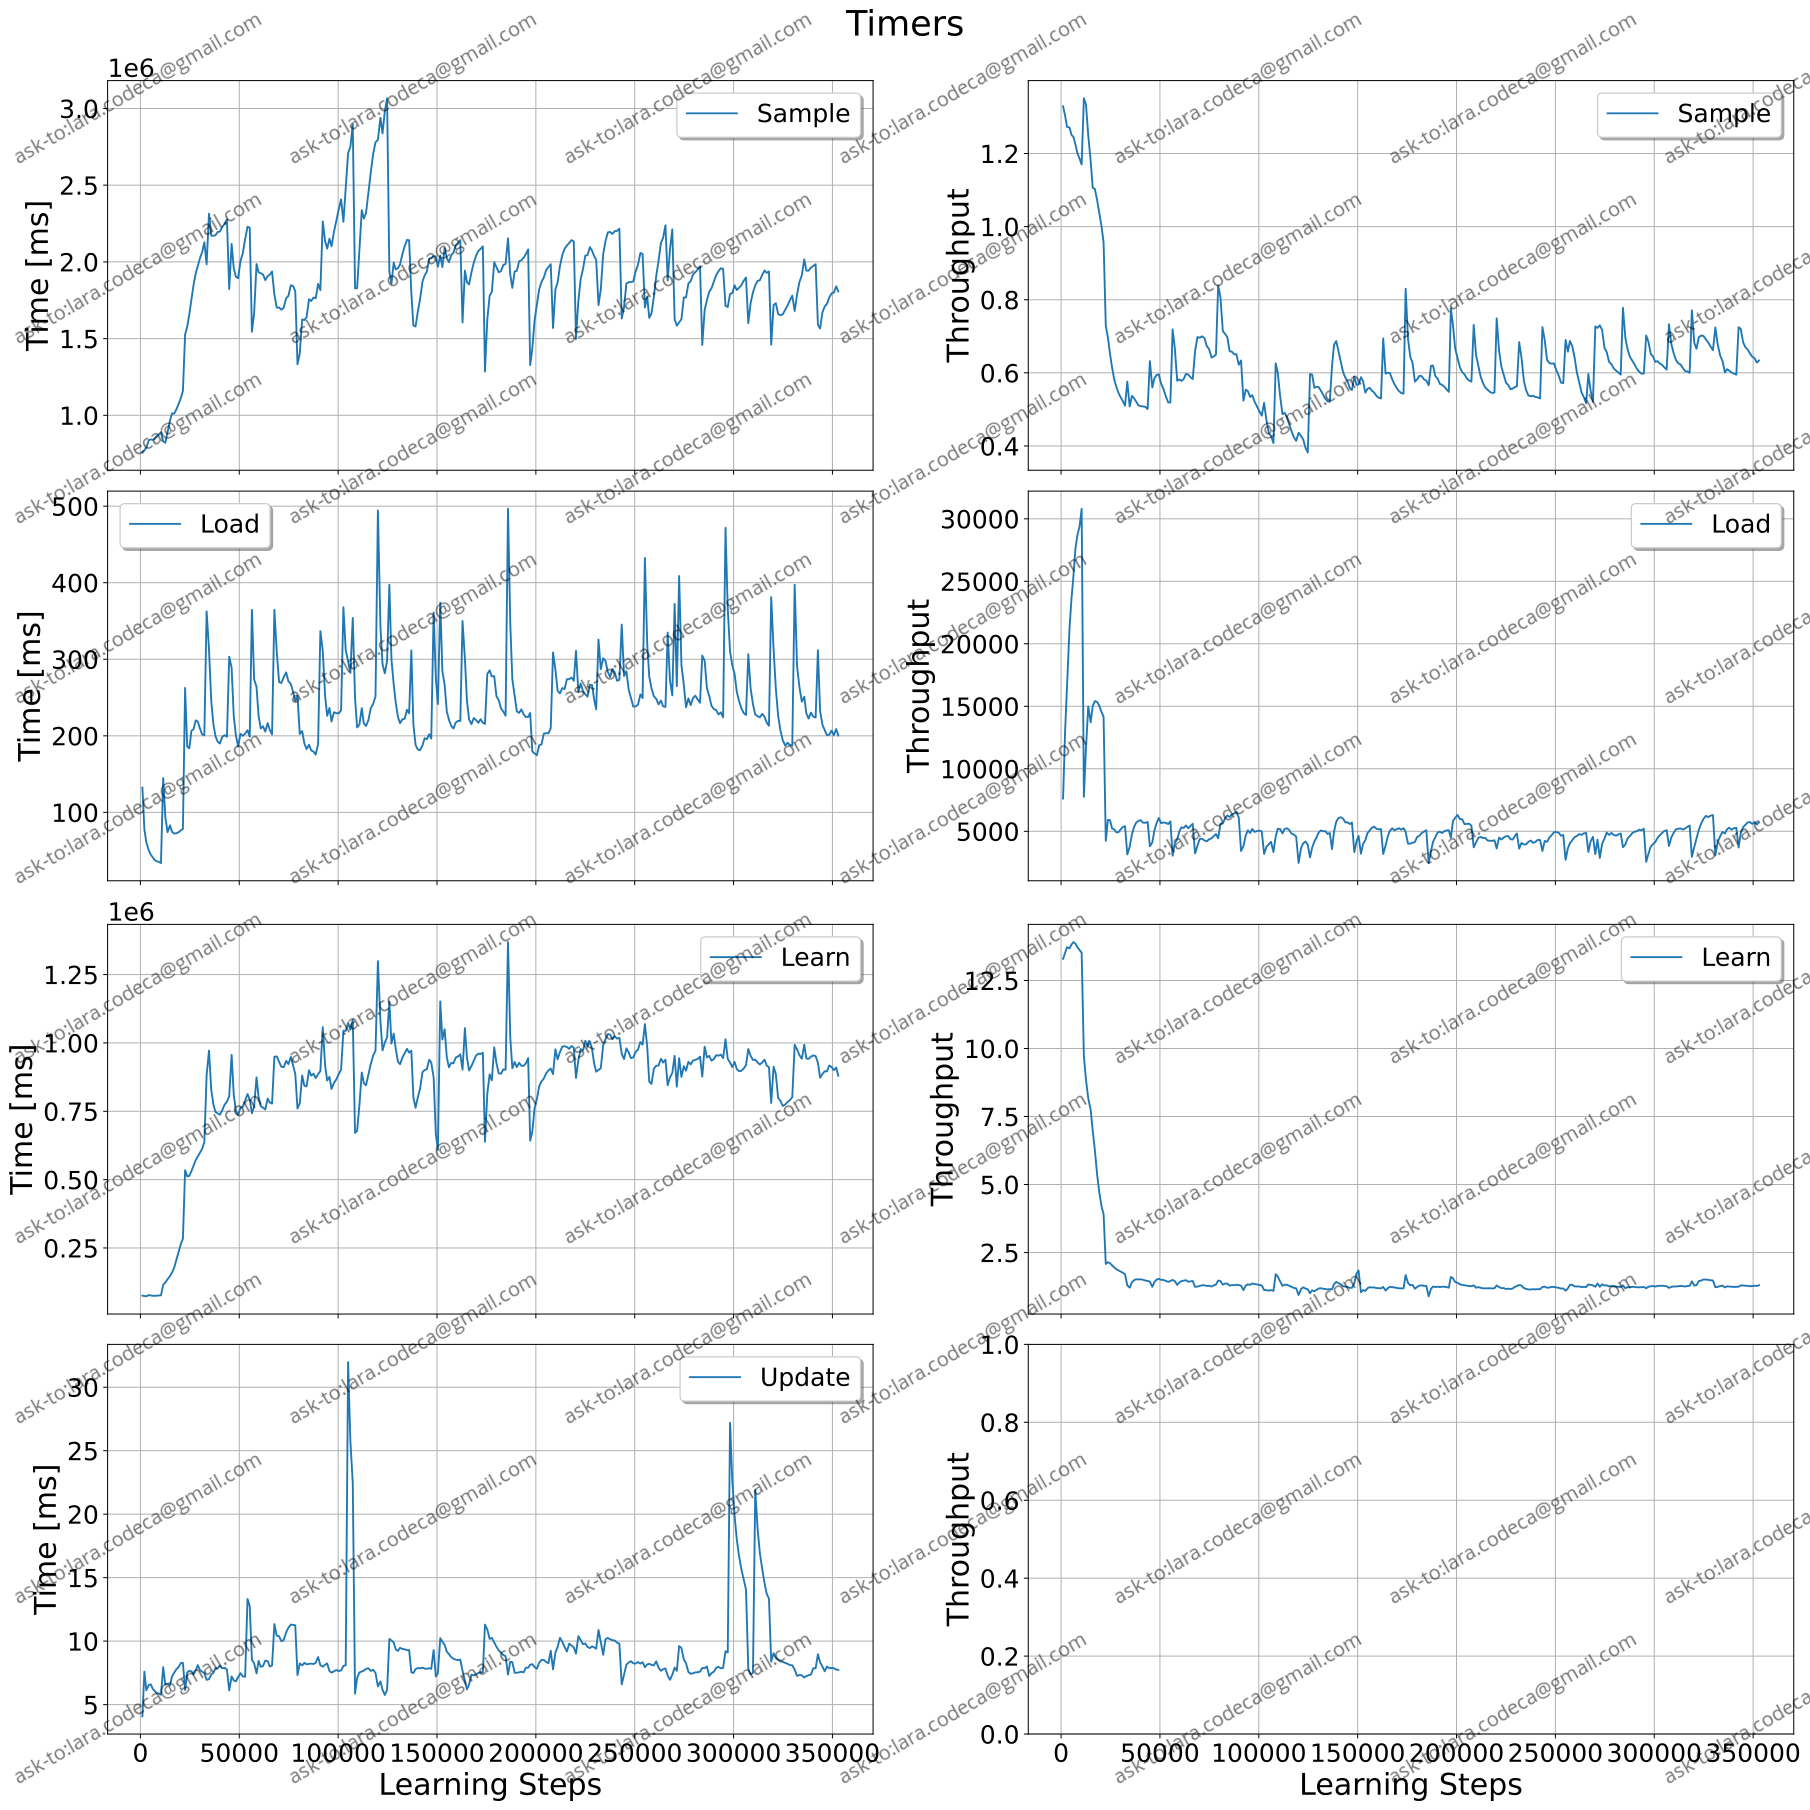 Timers
1e6
3.0
2.5
2.0
1.5
1.0
Time [ms]
Sample
1.2
1.0
0.8
0.6
0.4
Throughput
Sample
500
400
300
200
100
Time [ms]
Load
30000
25000
20000
15000
10000
5000
Throughput
Load
1e6
1.25
1.00
0.75
0.50
0.25
Time [ms]
Learn
12.5
10.0
7.5
5.0
2.5
Throughput
Learn
30
25
20
15
10
5
Time [ms]
Update
0 50000 100000 150000 200000 250000 300000 350000
Learning Steps
1.0
0.8
0.6
0.4
0.2
0.0
Throughput
0 50000 100000 150000 200000 250000 300000 350000
Learning Steps
ask-to:lara.codeca@gmail.com